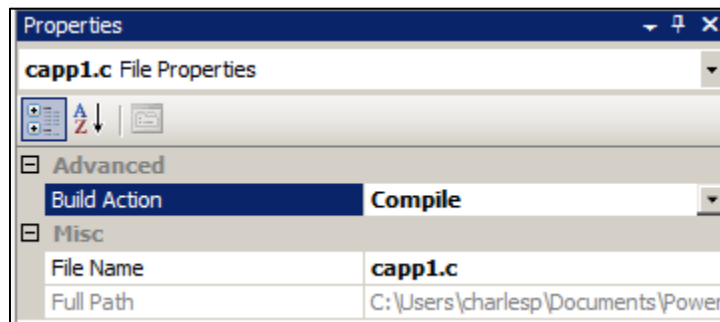 Properties
capp1.c File Properties
A
Z
Advanced
Build Action Compile
Misc
File Name capp1.c
Full Path C:\Users\charlesp\Documents\Power